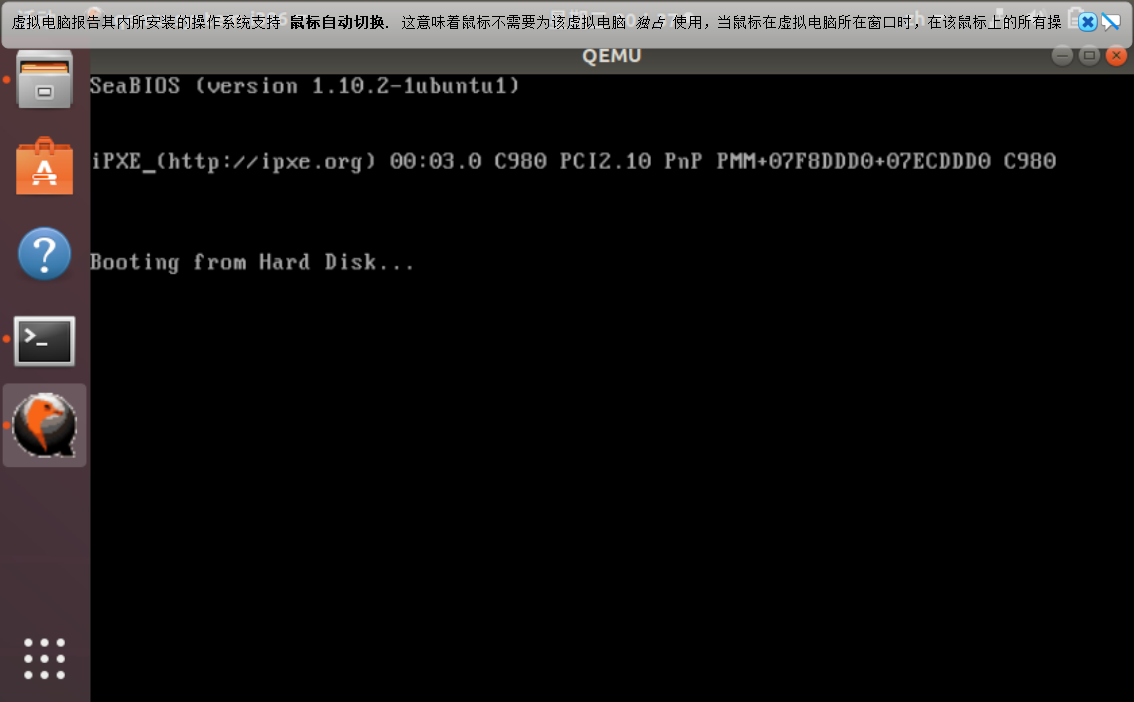 虚拟电脑报告其内所安装的操作系统支持 鼠标自动切换. 这意味着鼠标不需要为该虚拟电脑 独占 使用，当鼠标在虚拟电脑所在窗口时，在该鼠标上的所有操
QEMU
SeaBIOS (version 1.10.2-1ubuntu1)
iPXE_(http://ipxe.org) 00:03.0 C980 PCI2.10 PnP PMM+07F8DDD0+07ECDDD0 C980
Booting from Hard Disk...